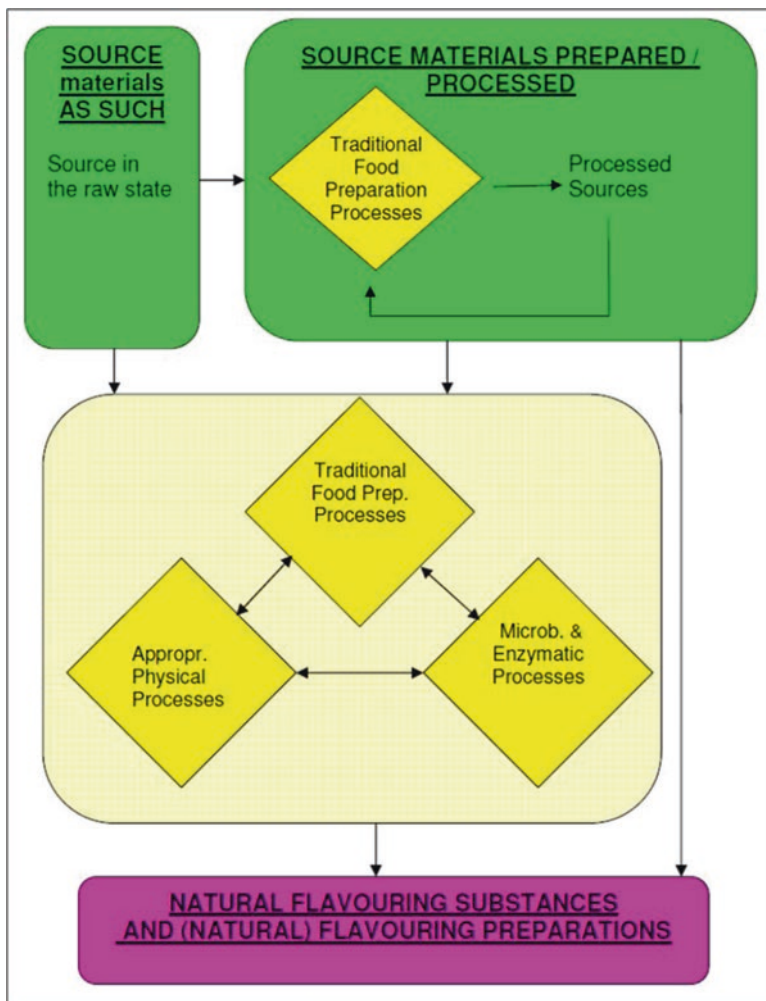 SOURCE
materials
AS SUCH
Source in
the raw state
SOURCE MATERIALS PREPARED /
PROCESSED
Traditional
Food
Preparation
Processes
Processed
Sources
Traditional
Food Prep.
Processes
Appropr.
Physical
Processes
Microb. &
Enzymatic
Processes
NATURAL FLAVOURING SUBSTANCES
AND (NATURAL) FLAVOURING PREPARATIONS